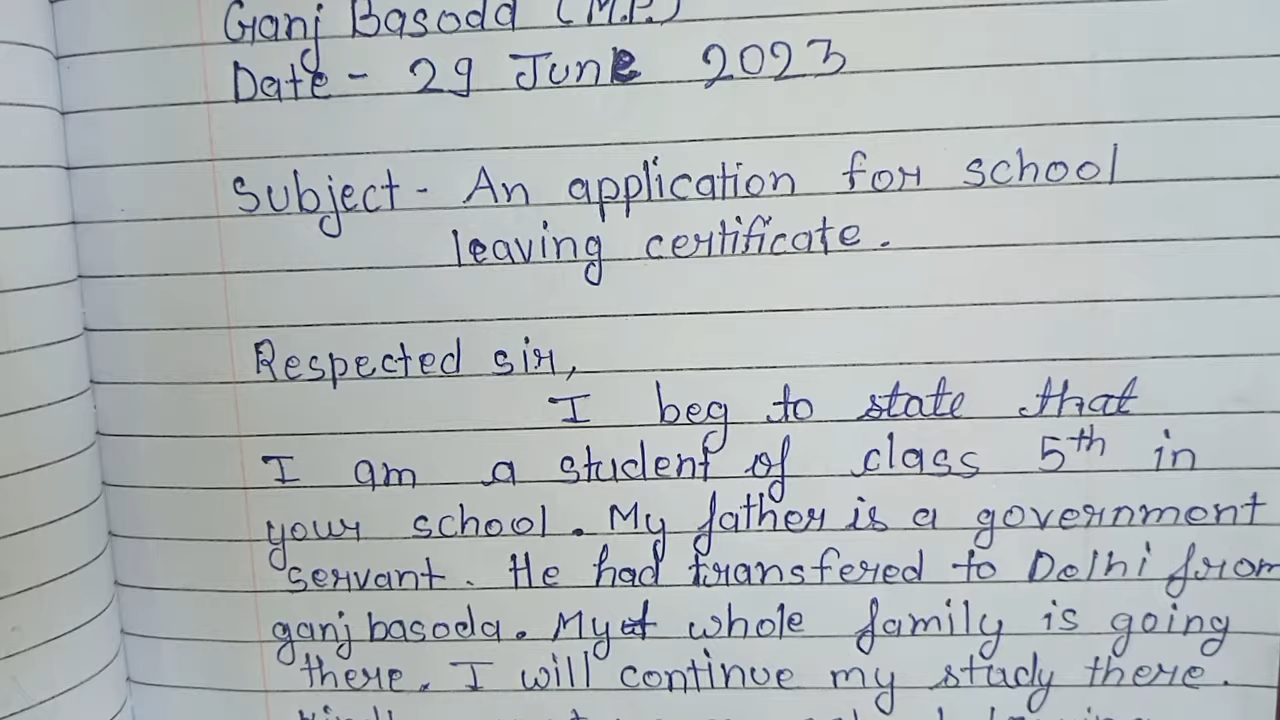 Ganj Basoda (M.P.)
Date - 29 June 2023
Subject - An application for school
leaving certificate.
Respected sir,
I beg to state that
I am a student of class 5th in
your school. My father is a government
servant. He had transfered to Delhi from
ganj basoda. My whole family is going
there. I will continue my study there.